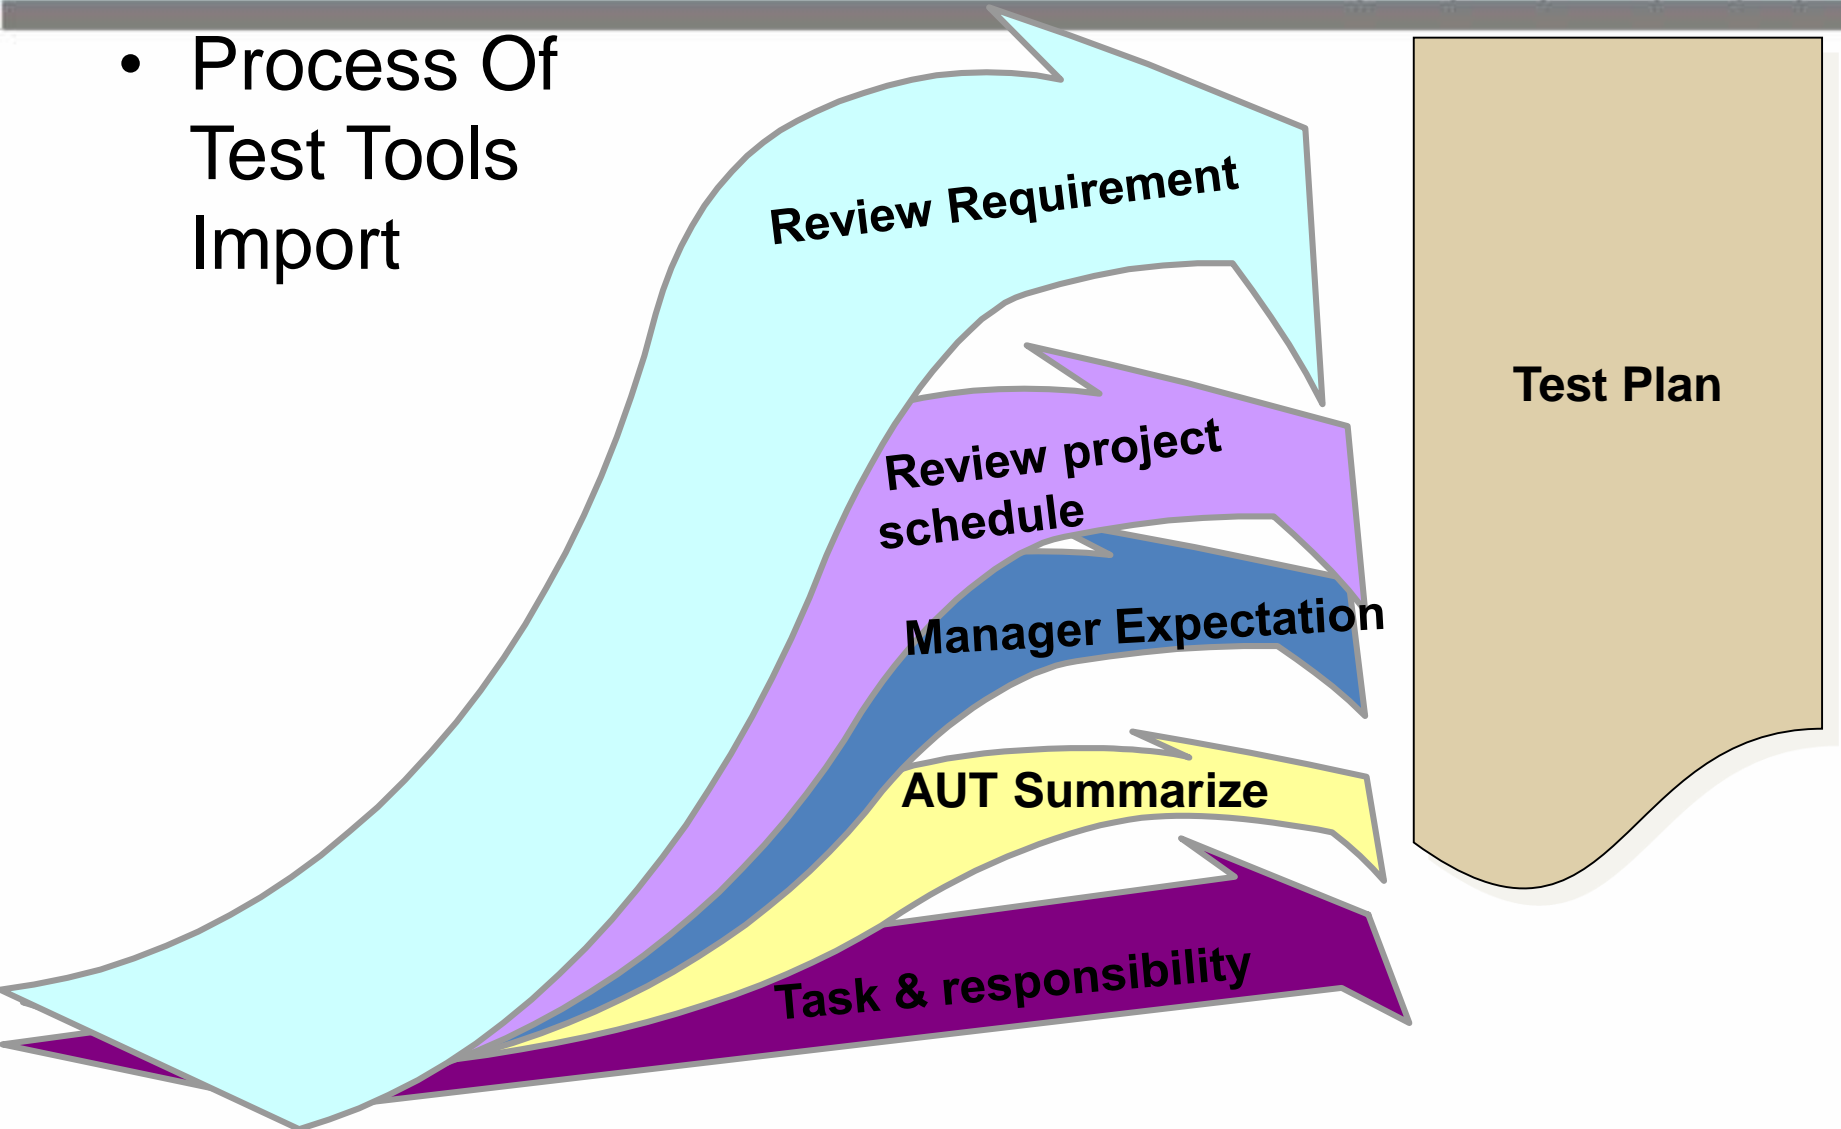 • Process Of
Test Tools
Import
Review Requirement
Review project
schedule
Manager Expectation
AUT Summarize
Task & responsibility
Test Plan